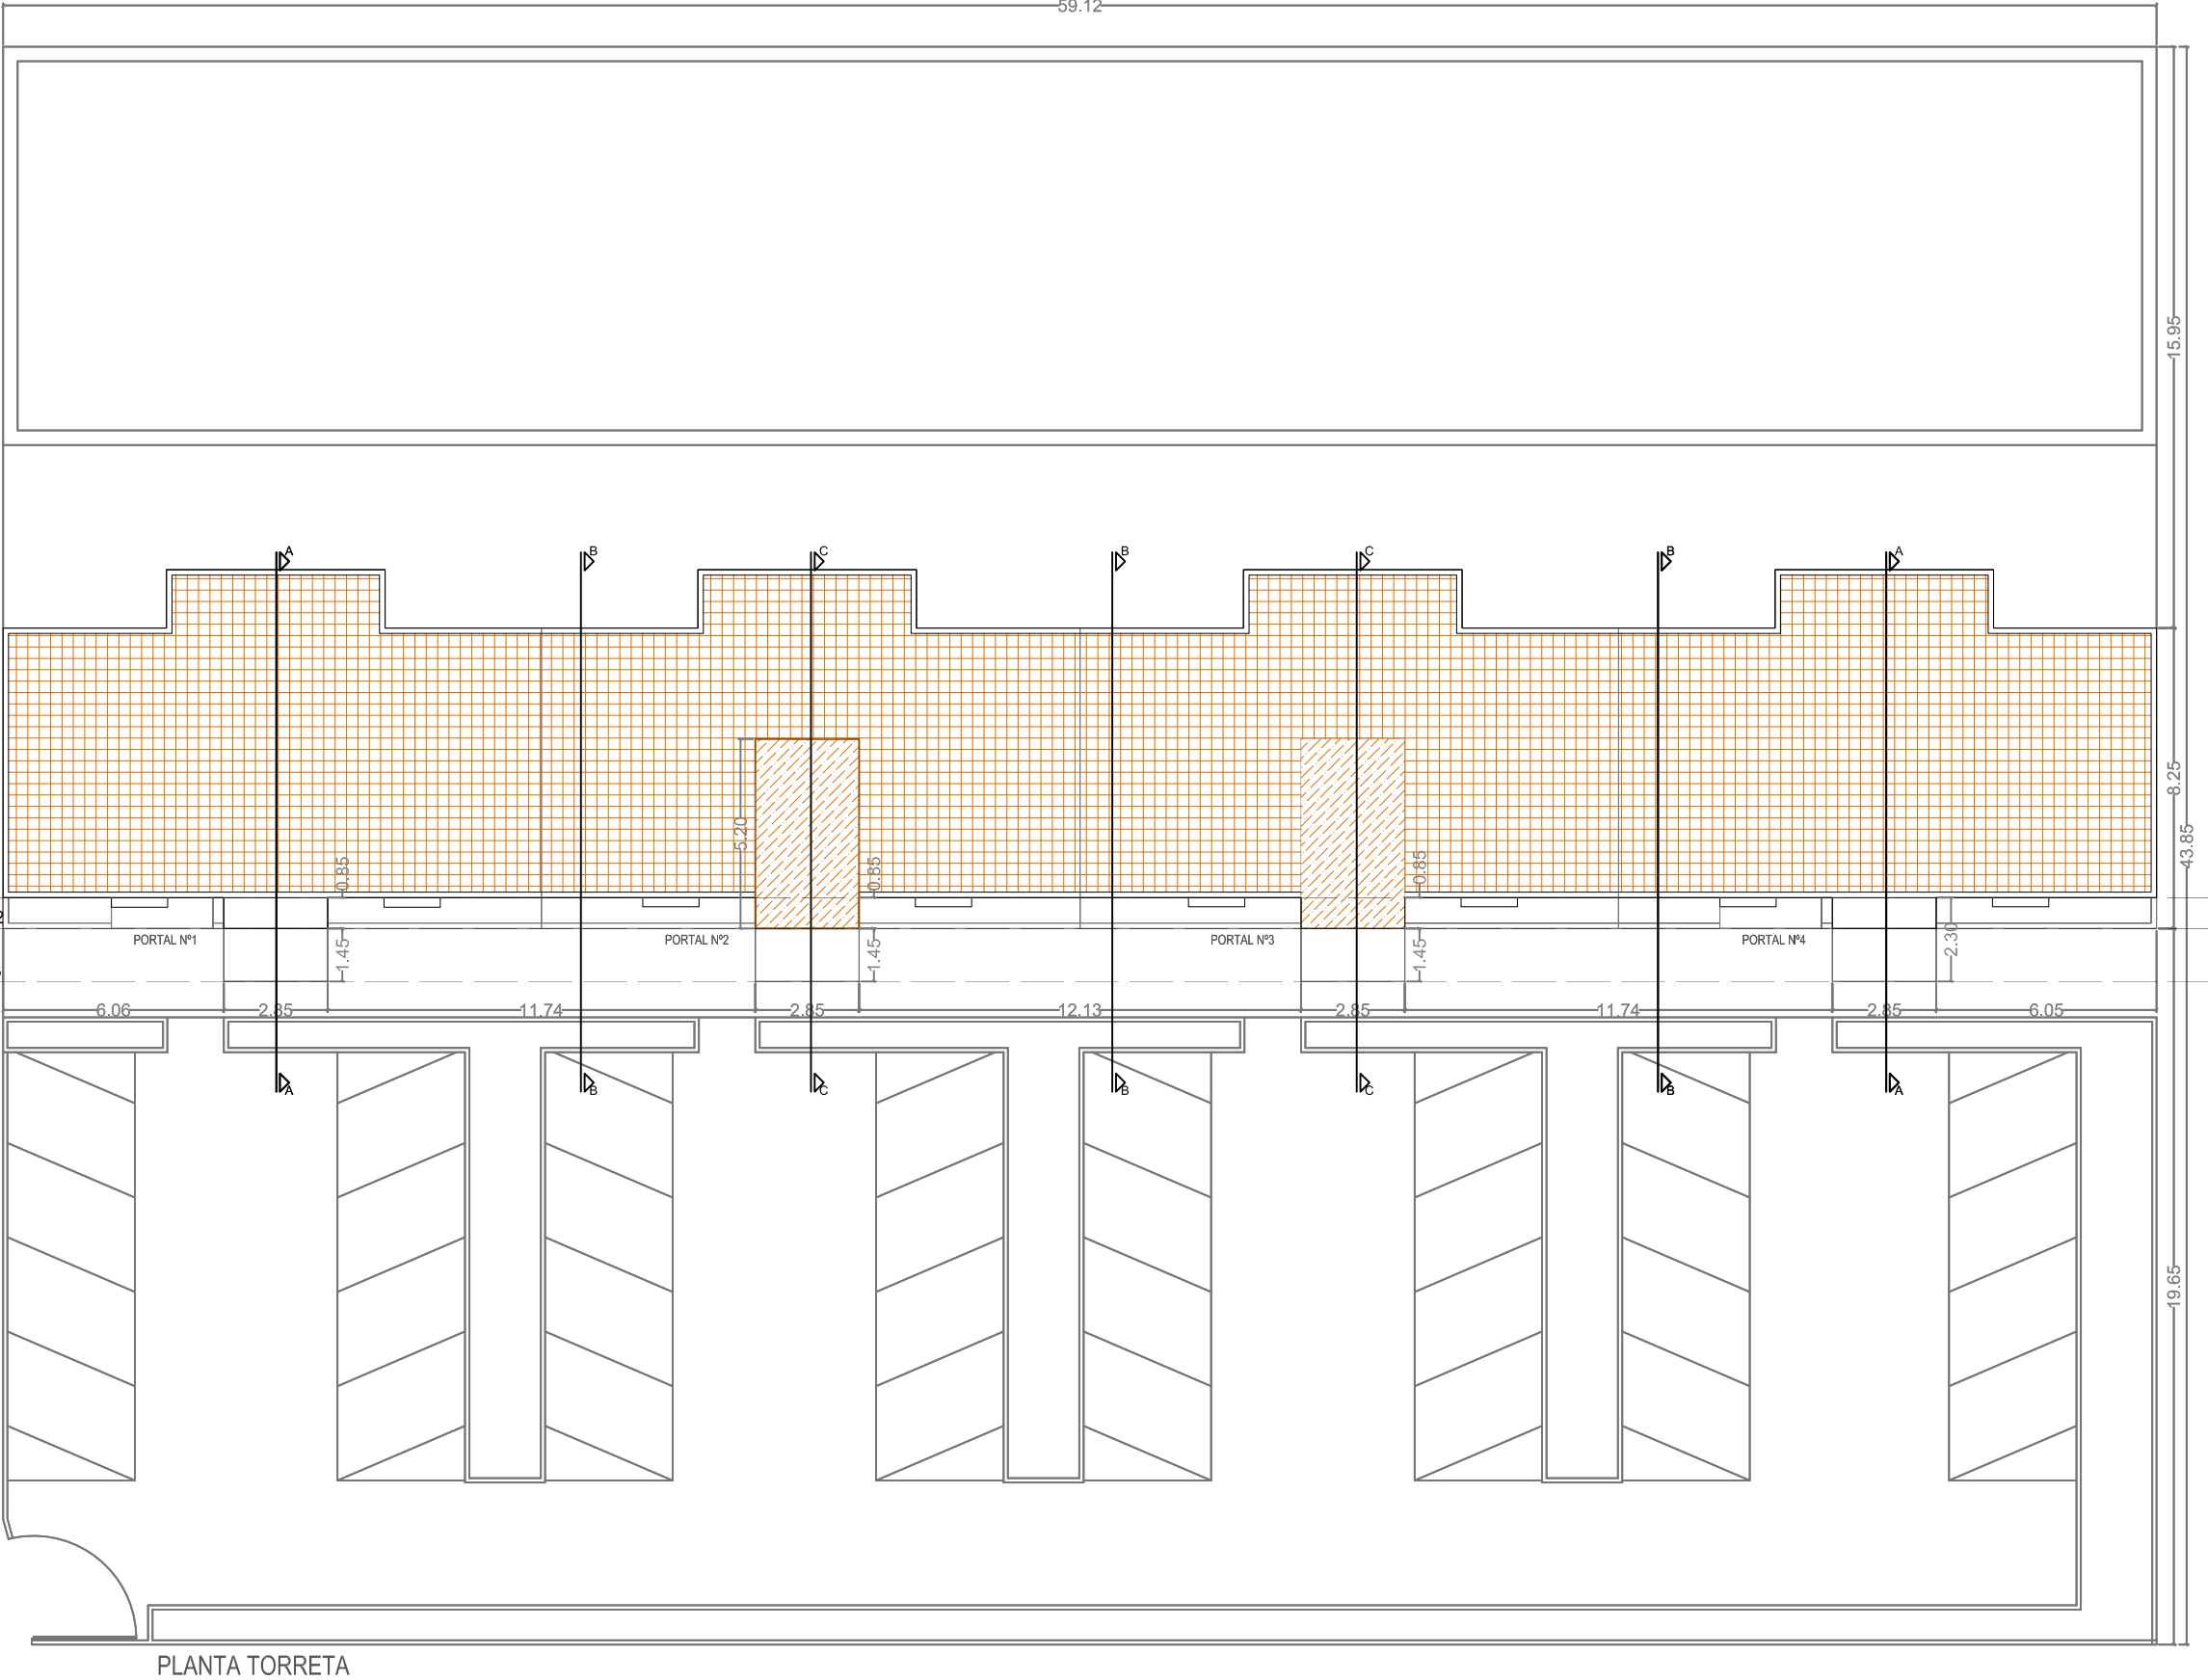 59.12
15.95
A
B
C
B
C
B
A
8.25
43.85
5.20
0.85
0.85
0.85
PORTAL Nº1
PORTAL Nº2
PORTAL Nº3
PORTAL Nº4
1.45
1.45
1.45
2.30
6.06
2.85
11.74
2.85
12.13
2.85
11.74
2.85
6.05
A
B
C
B
C
B
A
19.65
PLANTA TORRETA